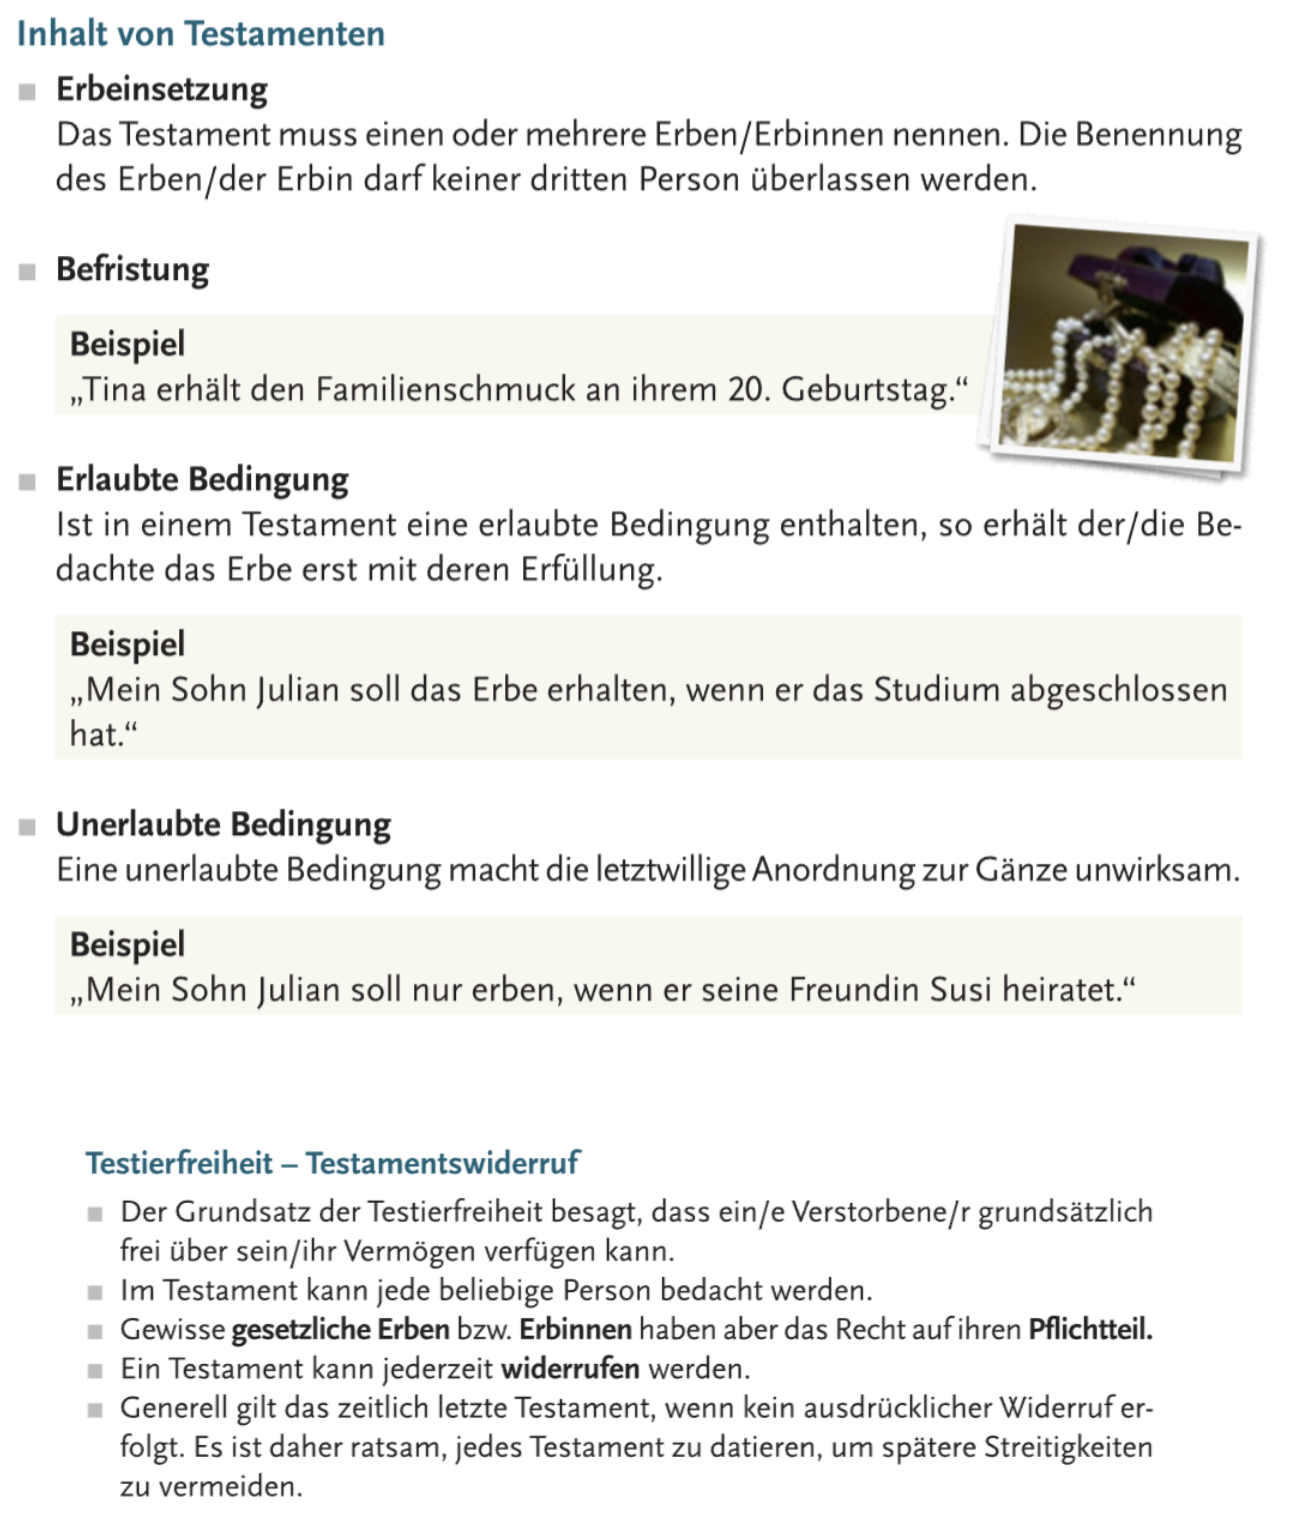 Inhalt von Testamenten
Erbeinsetzung
Das Testament muss einen oder mehrere Erben/Erbinnen nennen. Die Benennung
des Erben/der Erbin darf keiner dritten Person überlassen werden.
Befristung
Beispiel
„Tina erhält den Familienschmuck an ihrem 20. Geburtstag.“
Erlaubte Bedingung
Ist in einem Testament eine erlaubte Bedingung enthalten, so erhält der/die Be-
dachte das Erbe erst mit deren Erfüllung.
Beispiel
„Mein Sohn Julian soll das Erbe erhalten, wenn er das Studium abgeschlossen
hat.“
Unerlaubte Bedingung
Eine unerlaubte Bedingung macht die letztwillige Anordnung zur Gänze unwirksam.
Beispiel
„Mein Sohn Julian soll nur erben, wenn er seine Freundin Susi heiratet.“
Testierfreiheit – Testamentswiderruf
Der Grundsatz der Testierfreiheit besagt, dass ein/e Verstorbene/r grundsätzlich
frei über sein/ihr Vermögen verfügen kann.
Im Testament kann jede beliebige Person bedacht werden.
Gewisse gesetzliche Erben bzw. Erbinnen haben aber das Recht auf ihren Pflichtteil.
Ein Testament kann jederzeit widerrufen werden.
Generell gilt das zeitlich letzte Testament, wenn kein ausdrücklicher Widerruf er-
folgt. Es ist daher ratsam, jedes Testament zu datieren, um spätere Streitigkeiten
zu vermeiden.